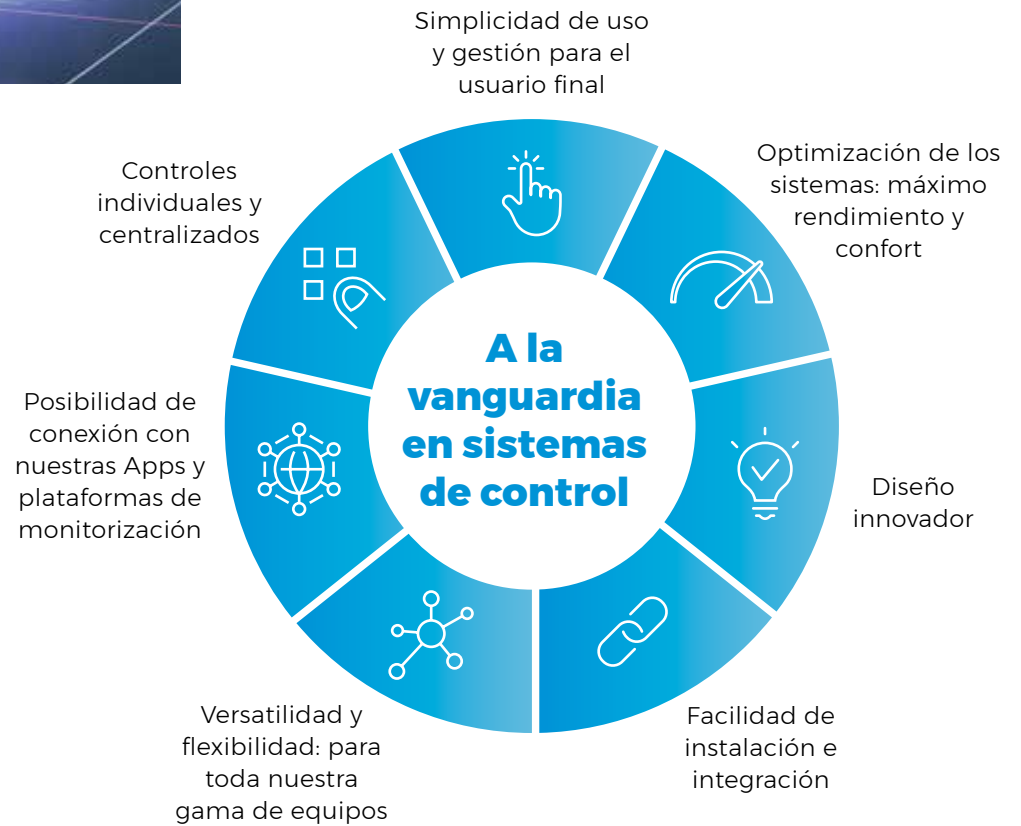 Simplicidad de uso
y gestión para el
usuario final
Optimización de los
sistemas: máximo
rendimiento y
confort
Diseño
innovador
Facilidad de
instalación e
integración
Versatilidad y
flexibilidad: para
toda nuestra
gama de equipos
Posibilidad de
conexión con
nuestras Apps y
plataformas de
monitorización
Controles
individuales y
centralizados
A la
vanguardia
en sistemas
de control